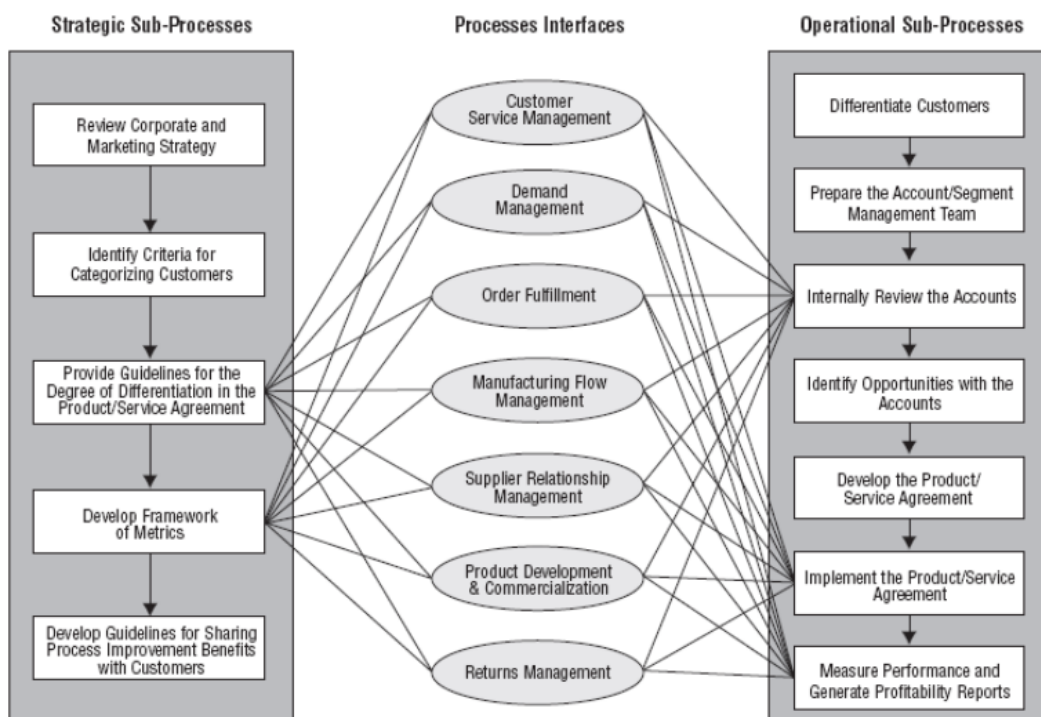 Strategic Sub-Processes
Processes Interfaces
Operational Sub-Processes
Review Corporate and
Marketing Strategy
Identify Criteria for
Categorizing Customers
Provide Guidelines for the
Degree of Differentiation in the
Product/Service Agreement
Develop Framework
of Metrics
Develop Guidelines for Sharing
Process Improvement Benefits
with Customers
Customer
Service Management
Demand
Management
Order Fulfillment
Manufacturing Flow
Management
Supplier Relationship
Management
Product Development
& Commercialization
Returns Management
Differentiate Customers
Prepare the Account/Segment
Management Team
Internally Review the Accounts
Identify Opportunities with the
Accounts
Develop the Product/
Service Agreement
Implement the Product/Service
Agreement
Measure Performance and
Generate Profitability Reports